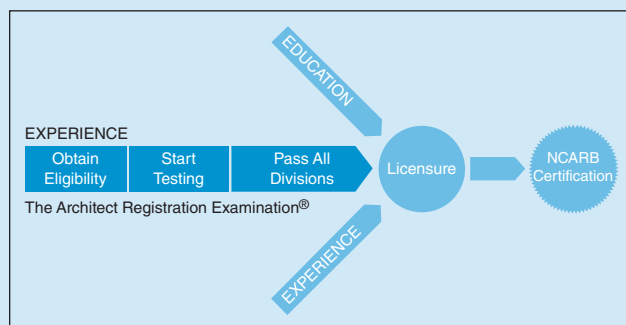 EDUCATION
EXPERIENCE
Obtain
Eligibility
Start
Testing
Pass All
Divisions
Licensure
NCARB
Certification
The Architect Registration Examination®
EXPERIENCE